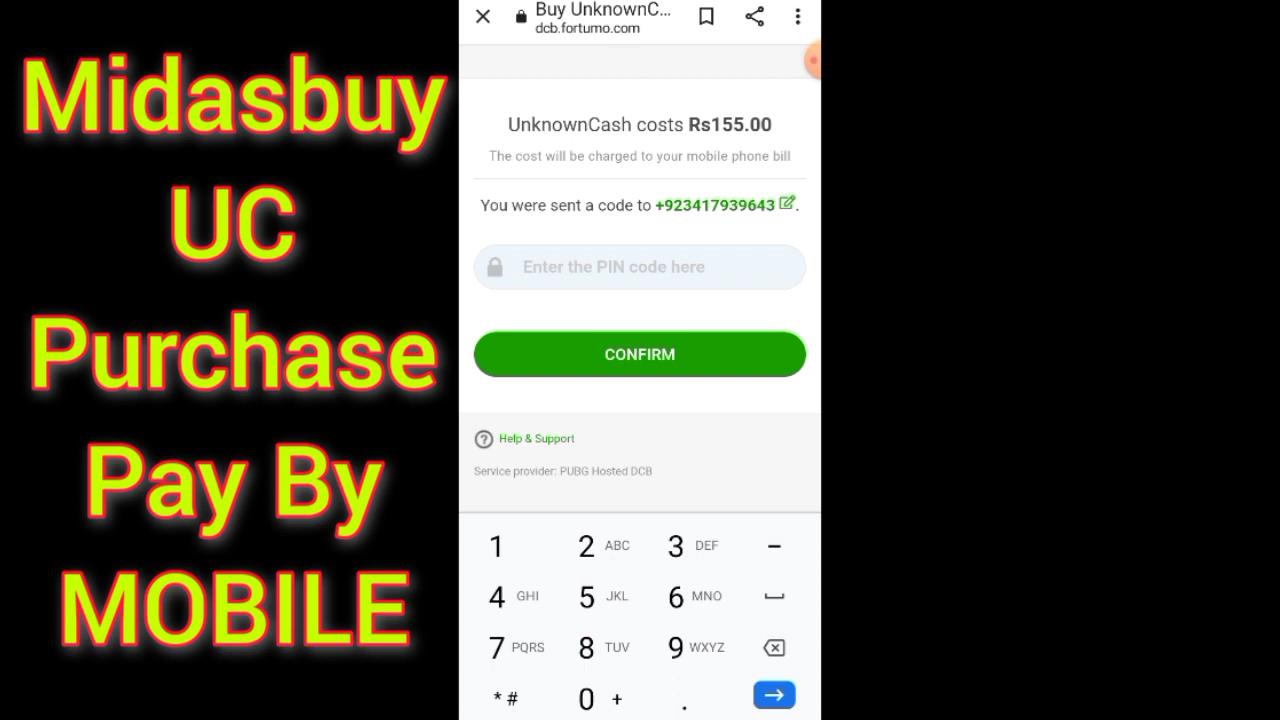 Midasbuy
UC
Purchase
Pay By
MOBILE
Buy UnknownC...
dcb.fortumo.com
UnknownCash costs Rs155.00
The cost will be charged to your mobile phone bill
You were sent a code to +923417939643.
Enter the PIN code here
CONFIRM
? Help & Support
Service provider: PUBG Hosted DCB
1 2 ABC 3 DEF –
4 GHI 5 JKL 6 MNO
7 PQRS 8 TUV 9 WXYZ
* # 0 + .